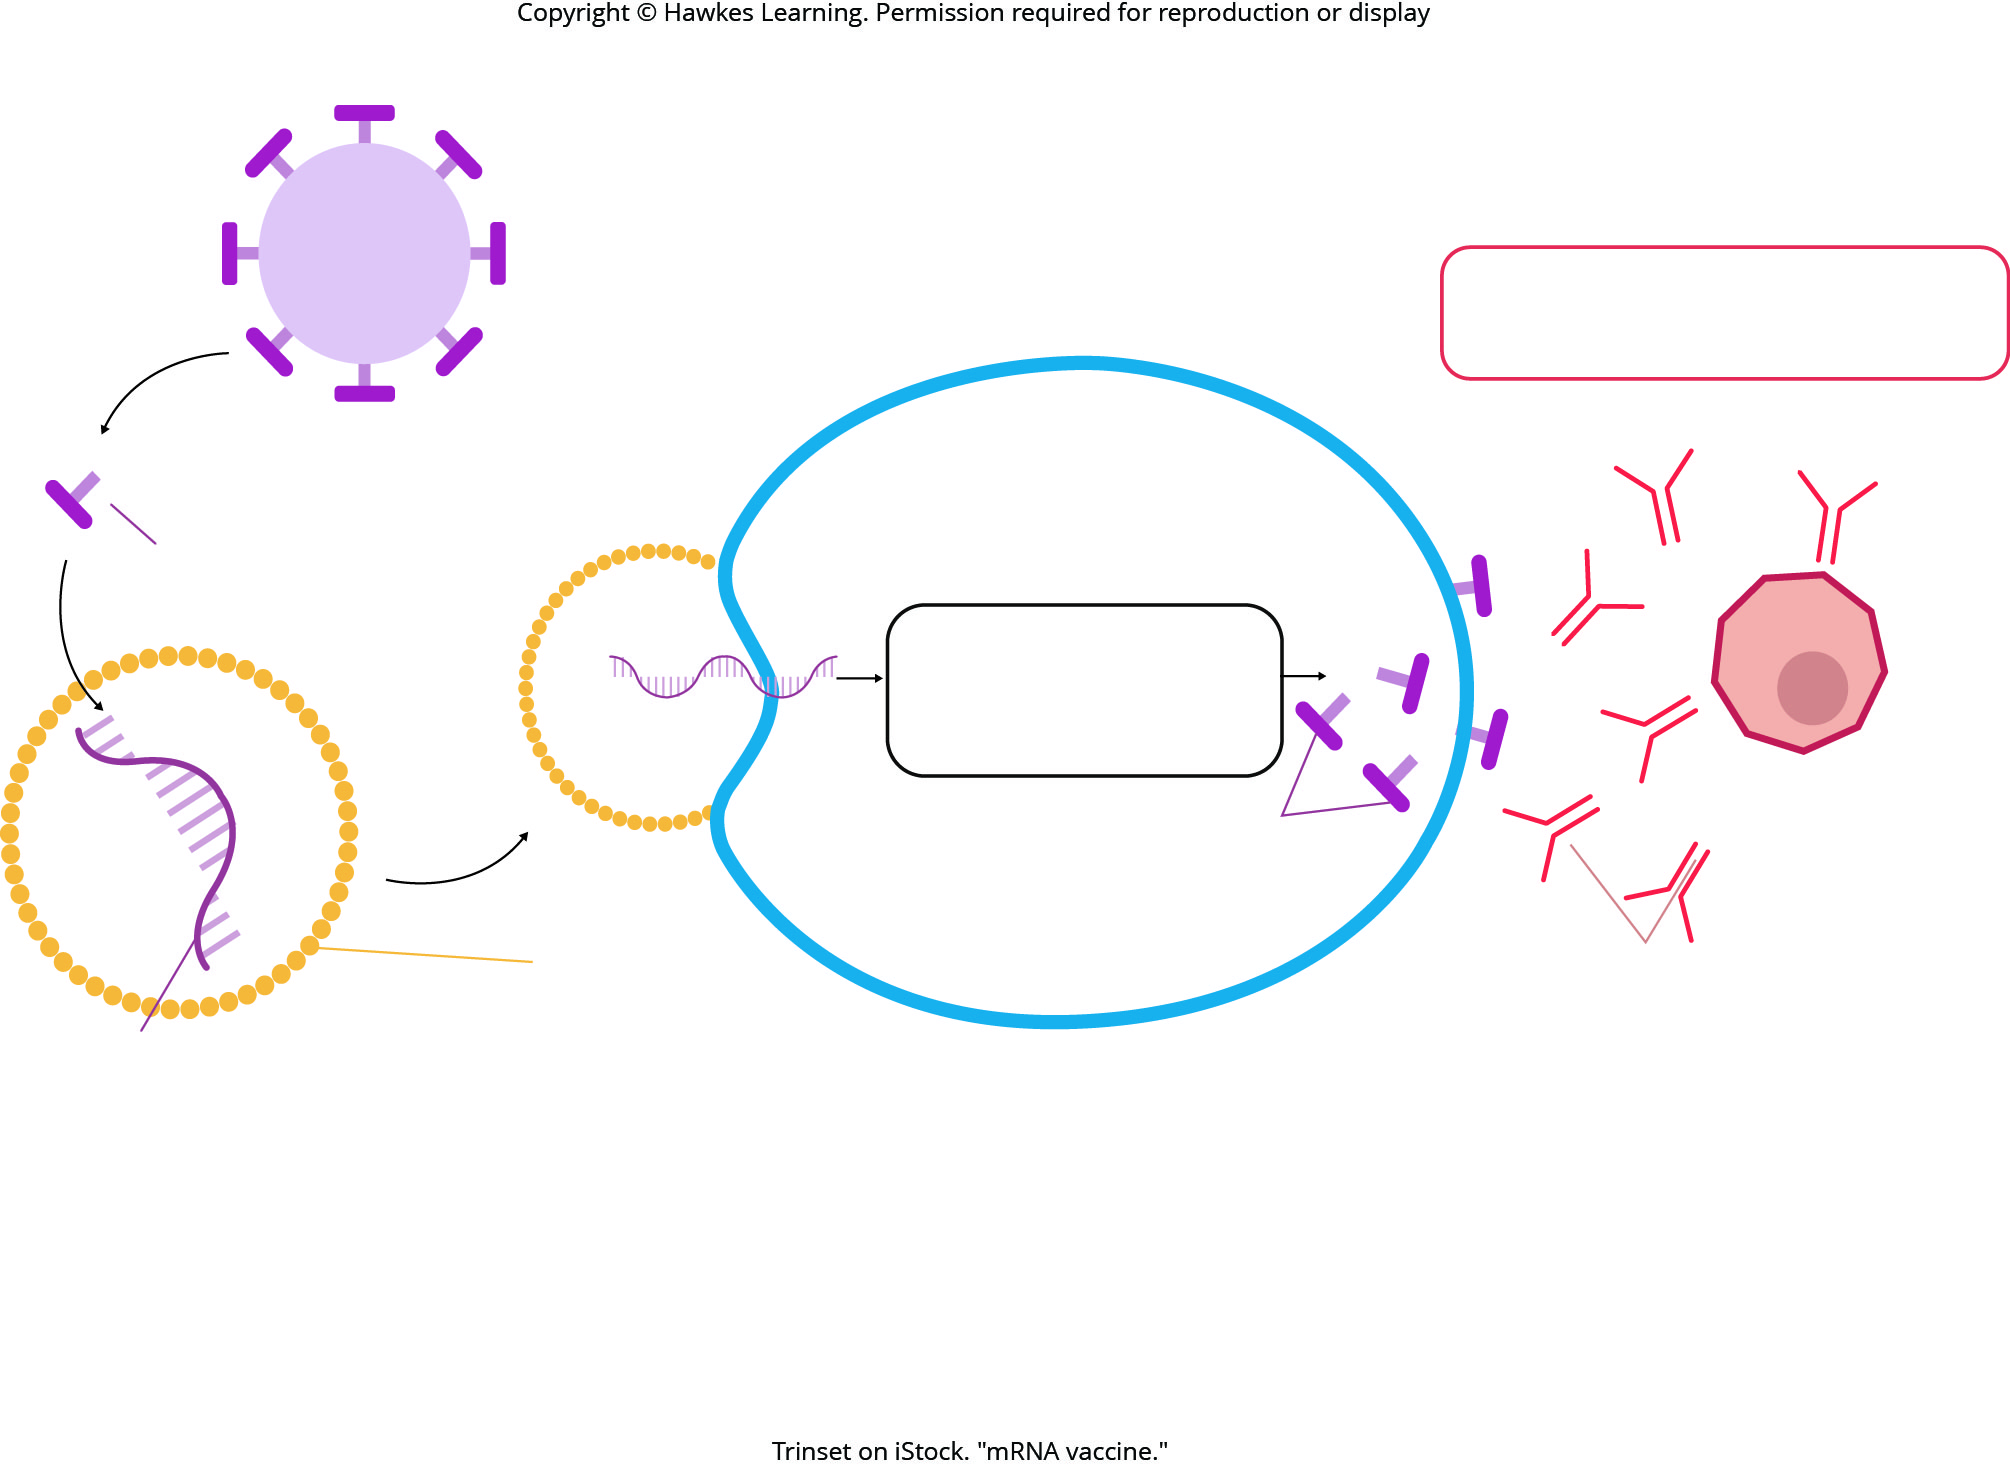 Copyright © Hawkes Learning. Permission required for reproduction or display
Trinset on iStock. "mRNA vaccine."